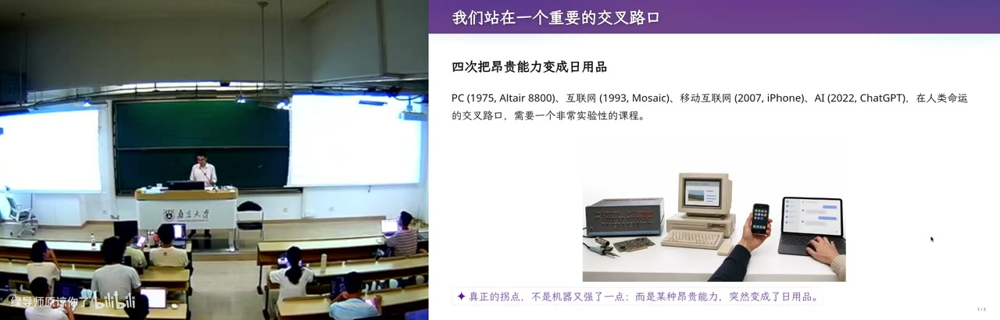 我们站在一个重要的交叉路口
四次把昂贵能力变成日用品
PC (1975, Altair 8800)、互联网 (1993, Mosaic)、移动互联网 (2007, iPhone)、AI (2022, ChatGPT)，在人类命运
的交叉路口，需要一个非常实验性的课程。
✦ 真正的拐点，不是机器又强了一点；而是某种昂贵能力，突然变成了日用品。
1 / 3
南京大学
绿导师原谅你了 bilibili